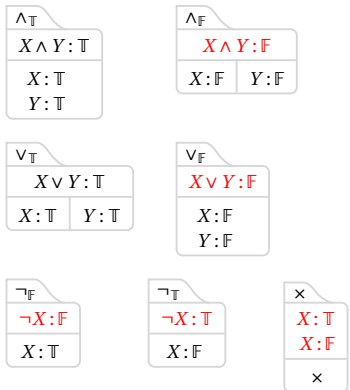 ∧𝕋
X ∧ Y : 𝕋
X : 𝕋
Y : 𝕋
∧𝔽
X ∧ Y : 𝔽
X : 𝔽 Y : 𝔽
∨𝕋
X ∨ Y : 𝕋
X : 𝕋 Y : 𝕋
∨𝔽
X ∨ Y : 𝔽
X : 𝔽
Y : 𝔽
¬𝔽
¬X : 𝔽
X : 𝕋
¬𝕋
¬X : 𝕋
X : 𝔽
×
X : 𝕋
X : 𝔽
×